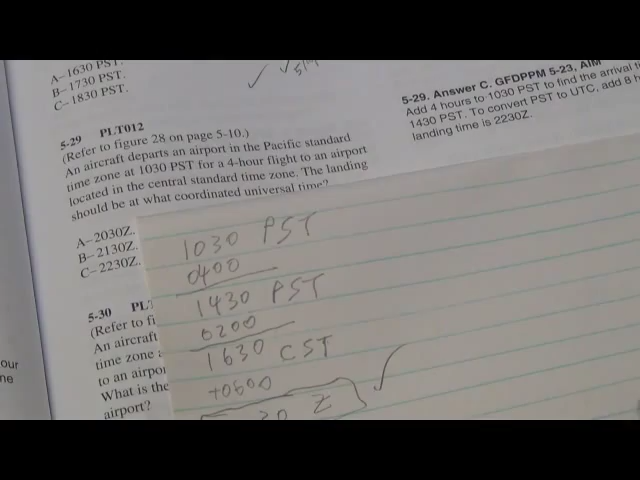 A–1630 PST.
B–1730 PST.
C–1830 PST.
5-29 PLT012
(Refer to figure 28 on page 5-10.)
An aircraft departs an airport in the Pacific standard
time zone at 1030 PST for a 4-hour flight to an airport
located in the central standard time zone. The landing
should be at what coordinated universal time?
A–2030Z.
B–2130Z.
C–2230Z.
5-30
(Refer to
An aircraft
time zone
to an airpor
What is the
airport?
our
5-29. Answer C. GFDPPM 5-23, AIM
Add 4 hours to 1030 PST to find the arrival
1430 PST. To convert PST to UTC, add 8
landing time is 2230Z.
1030 PST
0400
1430 PST
0200
1630 CST
+0600
30 Z